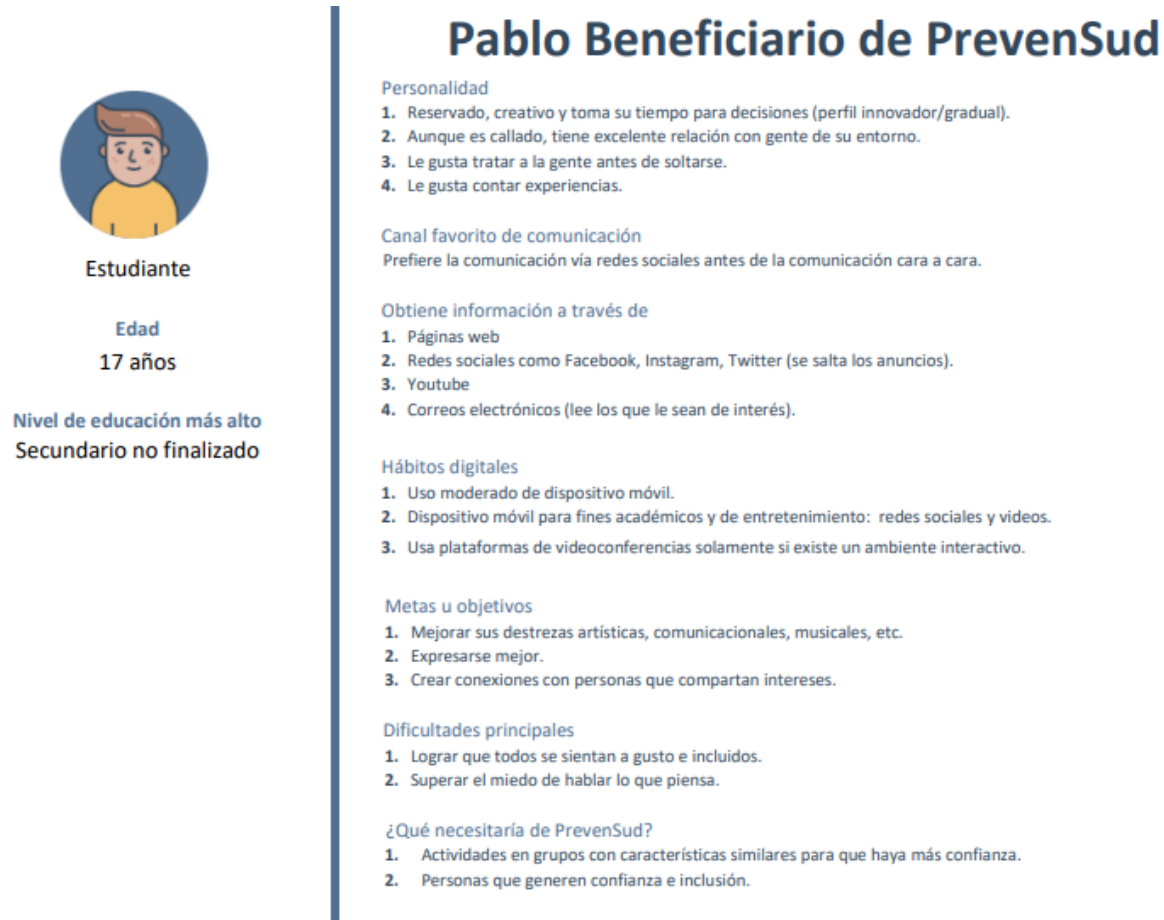 Pablo Beneficiario de PrevenSud
Estudiante
Edad
17 años
Nivel de educación más alto
Secundario no finalizado
Personalidad
1. Reservado, creativo y toma su tiempo para decisiones (perfil innovador/gradual).
2. Aunque es callado, tiene excelente relación con gente de su entorno.
3. Le gusta tratar a la gente antes de soltarse.
4. Le gusta contar experiencias.
Canal favorito de comunicación
Prefiere la comunicación vía redes sociales antes de la comunicación cara a cara.
Obtiene información a través de
1. Páginas web
2. Redes sociales como Facebook, Instagram, Twitter (se salta los anuncios).
3. Youtube
4. Correos electrónicos (lee los que le sean de interés).
Hábitos digitales
1. Uso moderado de dispositivo móvil.
2. Dispositivo móvil para fines académicos y de entretenimiento: redes sociales y videos.
3. Usa plataformas de videoconferencias solamente si existe un ambiente interactivo.
Metas u objetivos
1. Mejorar sus destrezas artísticas, comunicacionales, musicales, etc.
2. Expresarse mejor.
3. Crear conexiones con personas que compartan intereses.
Dificultades principales
1. Lograr que todos se sientan a gusto e incluidos.
2. Superar el miedo de hablar lo que piensa.
¿Qué necesitaría de PrevenSud?
1. Actividades en grupos con características similares para que haya más confianza.
2. Personas que generen confianza e inclusión.